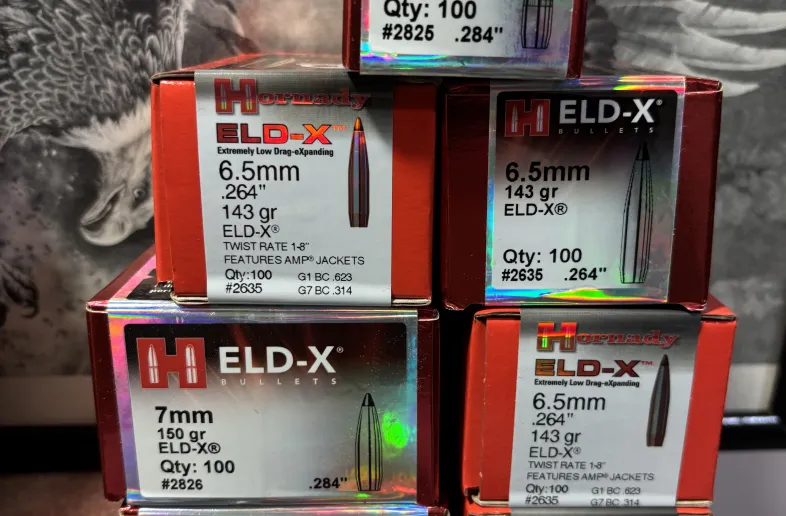 Qty: 100
#2825 .284"
Hornady
ELD-X™
Extremely Low Drag-eXpanding
6.5mm
.264"
143 gr
ELD-X®
TWIST RATE 1-8"
FEATURES AMP® JACKETS
Qty:100 G1 BC .623
#2635 G7 BC .314
H ELD-X®
BULLETS
6.5mm
143 gr
ELD-X®
Qty: 100
#2635 .264"
H ELD-X®
BULLETS
7mm
150 gr
ELD-X®
Qty: 100
#2826 .284"
Hornady
ELD-X™
Extremely Low Drag-eXpanding
6.5mm
.264"
143 gr
ELD-X®
TWIST RATE 1-8"
FEATURES AMP® JACKETS
Qty:100 G1 BC .623
#2635 G7 BC .314